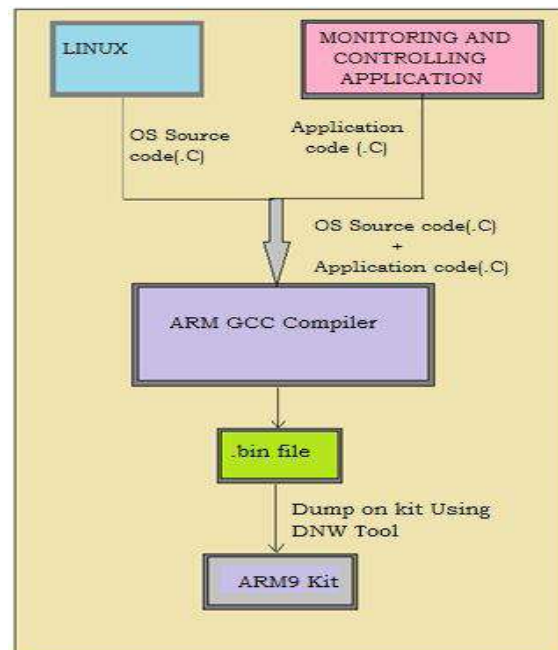 LINUX
MONITORING AND
CONTROLLING
APPLICATION
OS Source
code(.C)
Application
code (.C)
OS Source code(.C)
+
Application code(.C)
ARM GCC Compiler
.bin file
Dump on kit Using
DNW Tool
ARM9 Kit